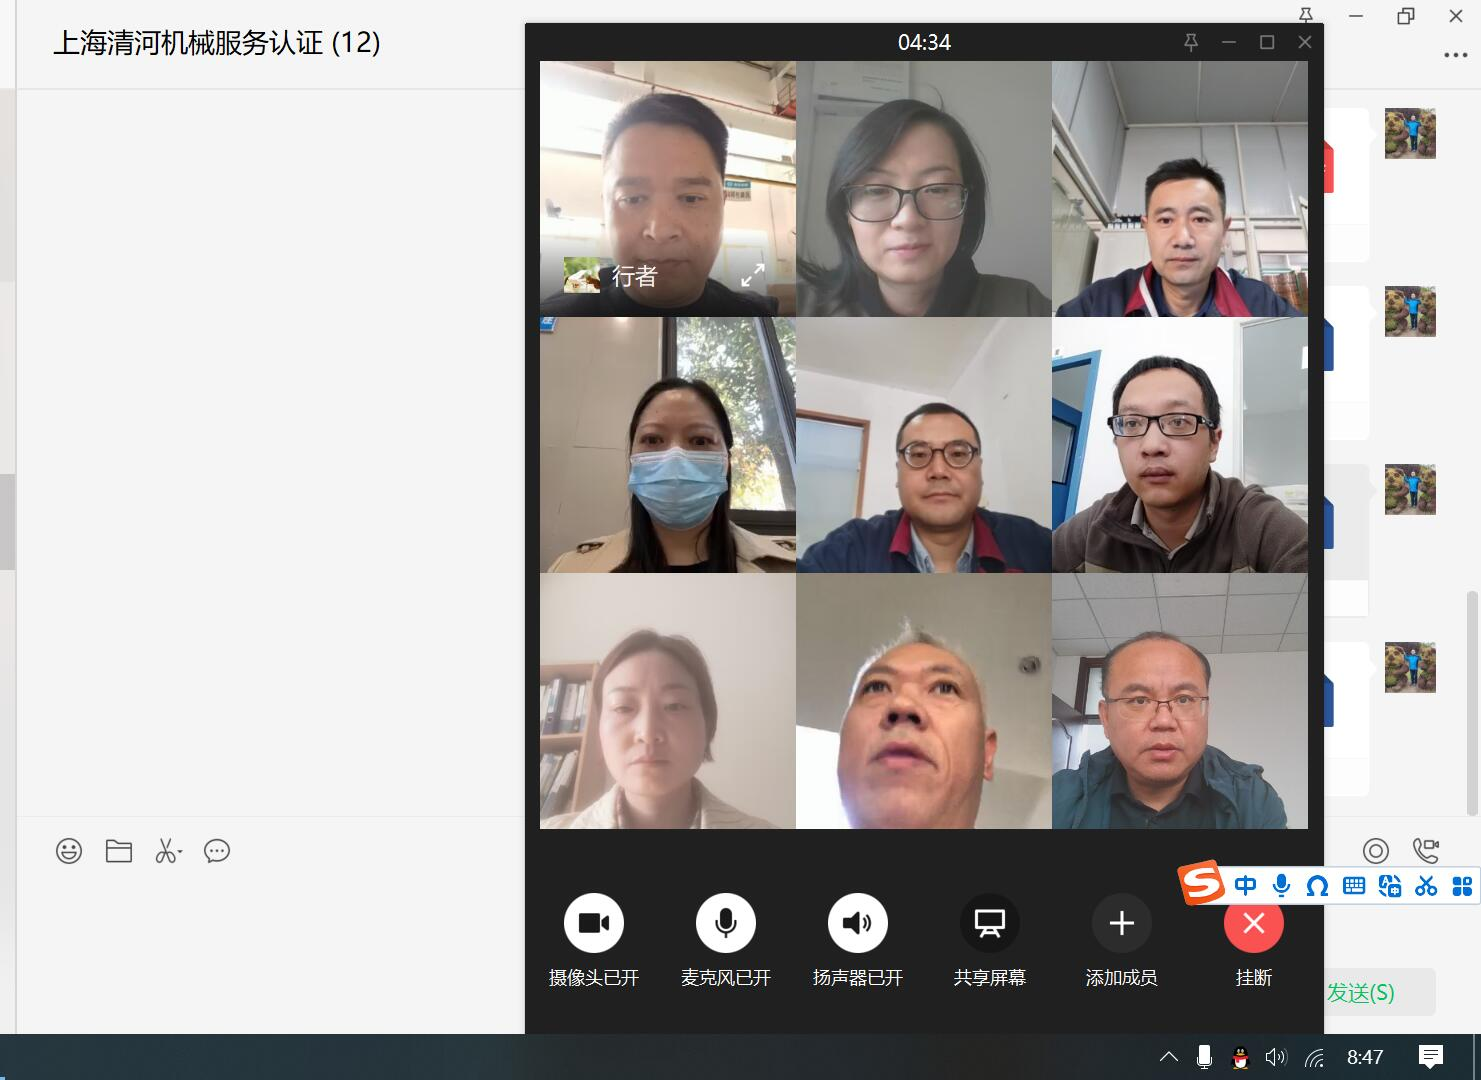 上海清河机械服务认证 (12)
04:34
行者
摄像头已开
麦克风已开
扬声器已开
共享屏幕
添加成员
挂断
中
发送(S)
8:47